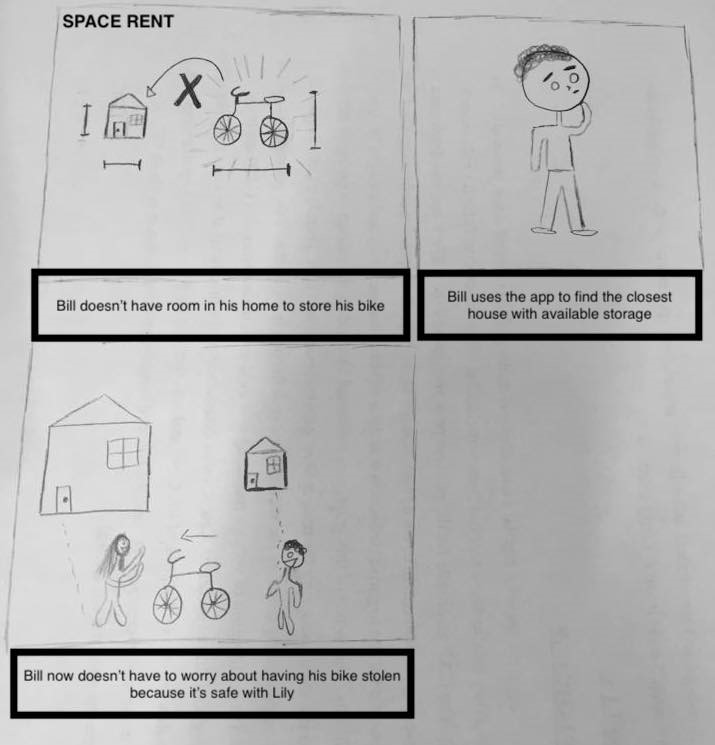 SPACE RENT
X
Bill doesn't have room in his home to store his bike
Bill uses the app to find the closest
house with available storage
Bill now doesn't have to worry about having his bike stolen
because it's safe with Lily